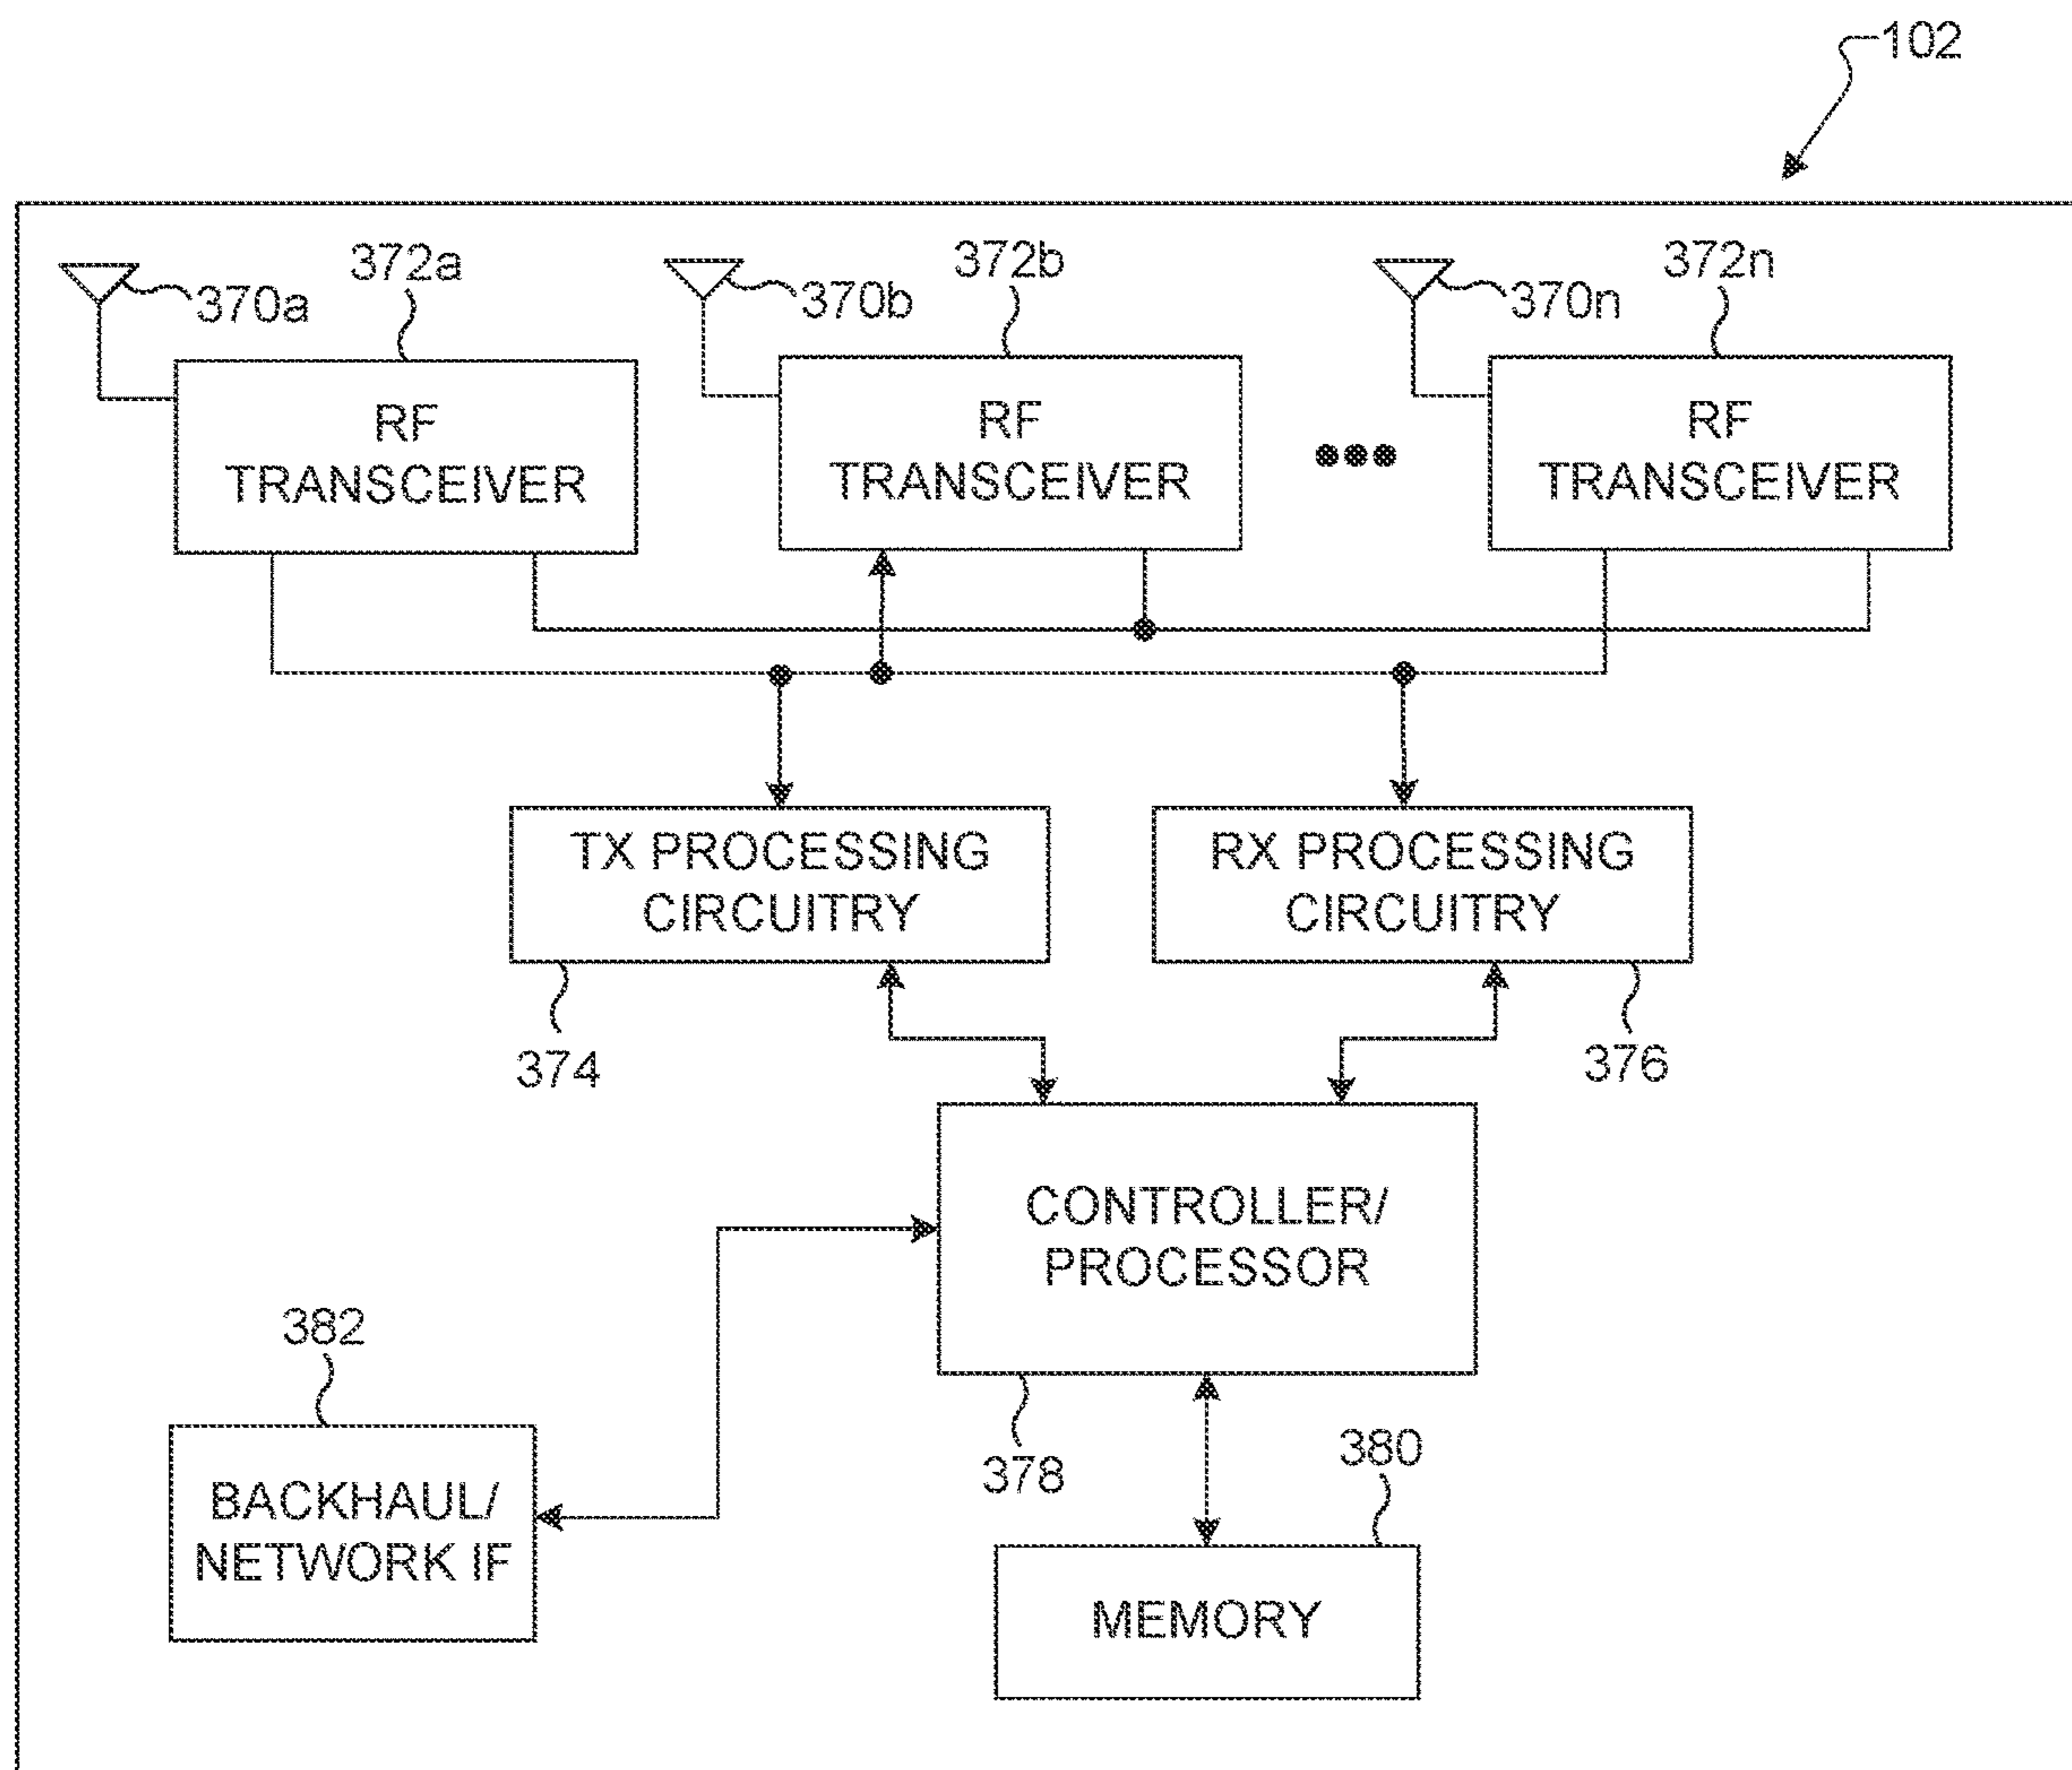 102
372a
372b
372n
370a
370b
370n
RF
TRANSCEIVER
RF
TRANSCEIVER
RF
TRANSCEIVER
TX PROCESSING
CIRCUITRY
RX PROCESSING
CIRCUITRY
374
376
CONTROLLER/
PROCESSOR
382
378
380
BACKHAUL/
NETWORK IF
MEMORY